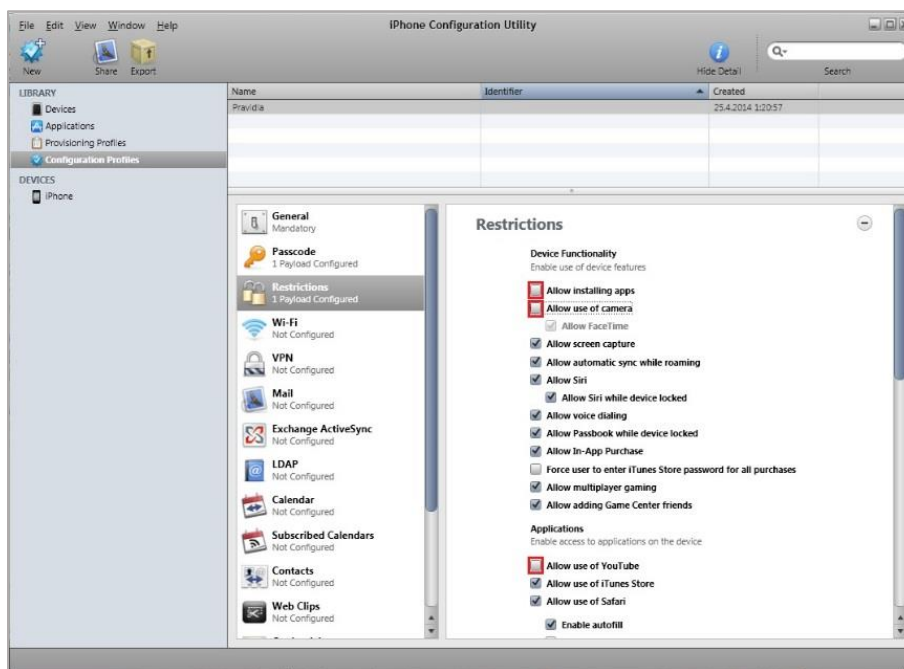 iPhone Configuration Utility
File Edit View Window Help
New Share Export Hide Detail Search
LIBRARY
Devices
Applications
Provisioning Profiles
Configuration Profiles
DEVICES
iPhone
Name Identifier Created
Pravidla 25.4.2014 1:20:57
General
Mandatory
Passcode
1 Payload Configured
Restrictions
1 Payload Configured
Wi-Fi
Not Configured
VPN
Not Configured
Mail
Not Configured
Exchange ActiveSync
Not Configured
LDAP
Not Configured
Calendar
Not Configured
Subscribed Calendars
Not Configured
Contacts
Not Configured
Web Clips
Not Configured
Restrictions
Device Functionality
Enable use of device features
Allow installing apps
Allow use of camera
Allow FaceTime
Allow screen capture
Allow automatic sync while roaming
Allow Siri
Allow Siri while device locked
Allow voice dialing
Allow Passbook while device locked
Allow In-App Purchase
Force user to enter iTunes Store password for all purchases
Allow multiplayer gaming
Allow adding Game Center friends
Applications
Enable access to applications on the device
Allow use of YouTube
Allow use of iTunes Store
Allow use of Safari
Enable autofill